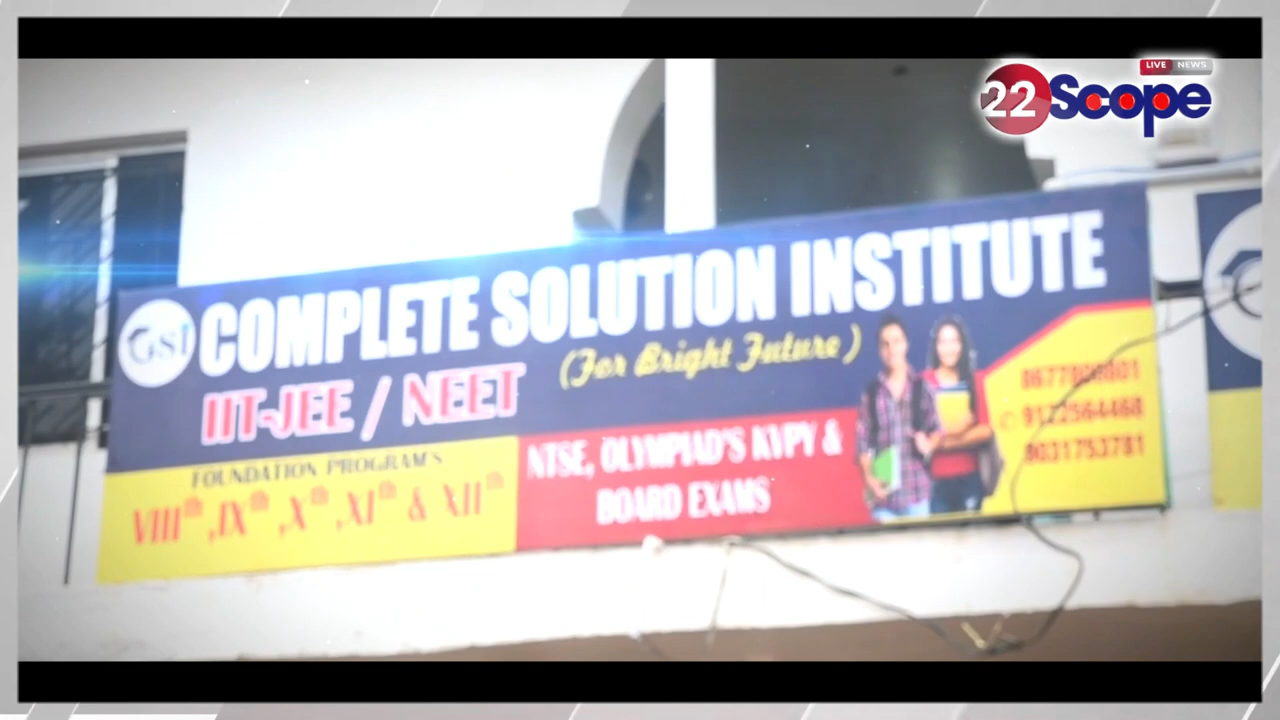 LIVE NEWS
22Scope
CSI COMPLETE SOLUTION INSTITUTE
(For Bright Future)
IIT-JEE / NEET
FOUNDATION PROGRAM'S
VIIIth ,IXth ,Xth ,XIth & XIIth
NTSE, OLYMPIAD'S KVPY &
BOARD EXAMS
9122564468
9031753781